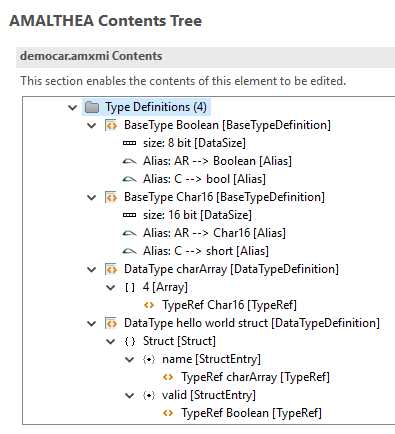 AMALTHEA Contents Tree
democar.amxmi Contents
This section enables the contents of this element to be edited.
Type Definitions (4)
BaseType Boolean [BaseTypeDefinition]
size: 8 bit [DataSize]
Alias: AR --> Boolean [Alias]
Alias: C --> bool [Alias]
BaseType Char16 [BaseTypeDefinition]
size: 16 bit [DataSize]
Alias: AR --> Char16 [Alias]
Alias: C --> short [Alias]
DataType charArray [DataTypeDefinition]
[ ] 4 [Array]
TypeRef Char16 [TypeRef]
DataType hello world struct [DataTypeDefinition]
{ } Struct [Struct]
name [StructEntry]
TypeRef charArray [TypeRef]
valid [StructEntry]
TypeRef Boolean [TypeRef]